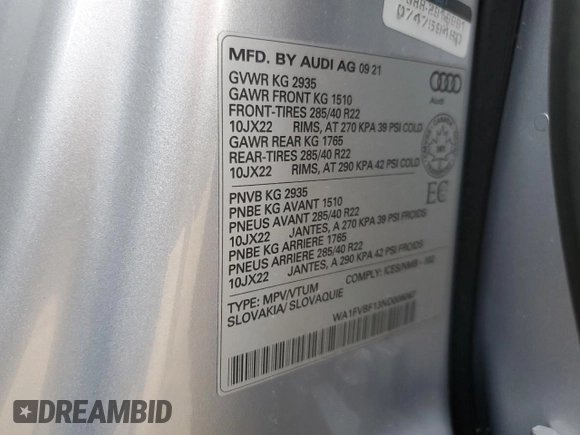 MFD. BY AUDI AG 09 21
GVWR KG 2935
GAWR FRONT KG 1510
FRONT-TIRES 285/40 R22
10JX22 RIMS, AT 270 KPA 39 PSI COLD
GAWR REAR KG 1765
REAR-TIRES 285/40 R22
10JX22 RIMS, AT 290 KPA 42 PSI COLD
Audi
PNVB KG 2935
PNBE KG AVANT 1510
PNEUS AVANT 285/40 R22
10JX22 JANTES, A 270 KPA 39 PSI FROIDS
PNBE KG ARRIERE 1765
PNEUS ARRIERE 285/40 R22
10JX22 JANTES, A 290 KPA 42 PSI FROIDS
EC
TYPE: MPV/VTUM
COMPLY: ICES/NMB-
SLOVAKIA/ SLOVAQUIE
DREAMBID